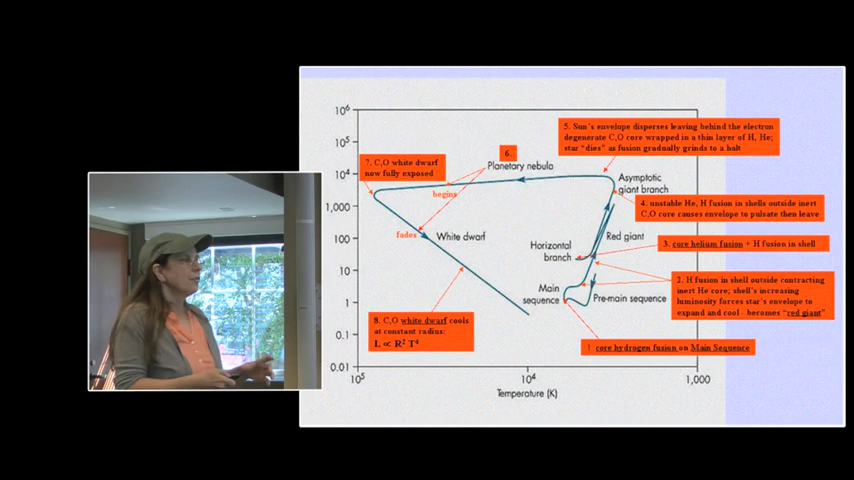 10⁶
10⁵
10⁴
1,000
100
10
1
0.1
0.01
10⁵
10⁴
1,000
Temperature (K)
5. Sun's envelope disperses leaving behind the electron
degenerate C,O core wrapped in a thin layer of H, He;
star "dies" as fusion gradually grinds to a halt
6.
Planetary nebula
7. C,O white dwarf
now fully exposed
begins
Asymptotic
giant branch
4. unstable He, H fusion in shells outside inert
C,O core causes envelope to pulsate then leave
fades
White dwarf
Red giant
Horizontal
branch
3. core helium fusion + H fusion in shell
2. H fusion in shell outside contracting
inert He core; shell's increasing
luminosity forces star's envelope to
expand and cool - becomes "red giant"
Main
sequence
Pre-main sequence
8. C,O white dwarf cools
at constant radius:
L ∝ R² T⁴
1 core hydrogen fusion on Main Sequence